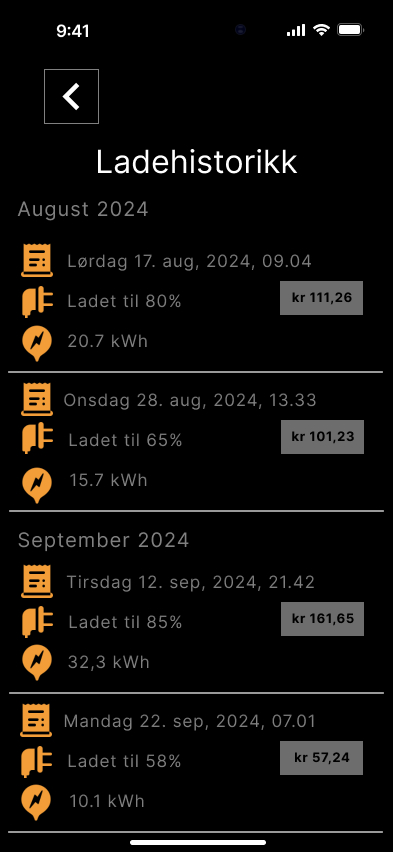 9:41
Ladehistorikk
August 2024
Lørdag 17. aug, 2024, 09.04
Ladet til 80%
kr 111,26
20.7 kWh
Onsdag 28. aug, 2024, 13.33
Ladet til 65%
kr 101,23
15.7 kWh
September 2024
Tirsdag 12. sep, 2024, 21.42
Ladet til 85%
kr 161,65
32,3 kWh
Mandag 22. sep, 2024, 07.01
Ladet til 58%
kr 57,24
10.1 kWh